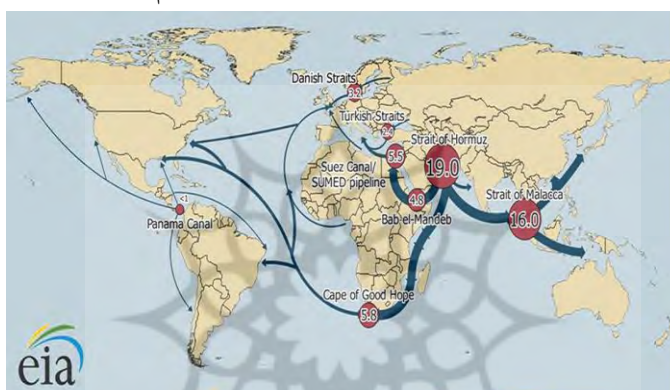 Danish Straits
3.2
Turkish Straits
2.4
Strait of Hormuz
19.0
5.5
Suez Canal/
SUMED pipeline
4.8
Bab el-Mandeb
Strait of Malacca
16.0
<1
Panama Canal
Cape of Good Hope
5.8
eia